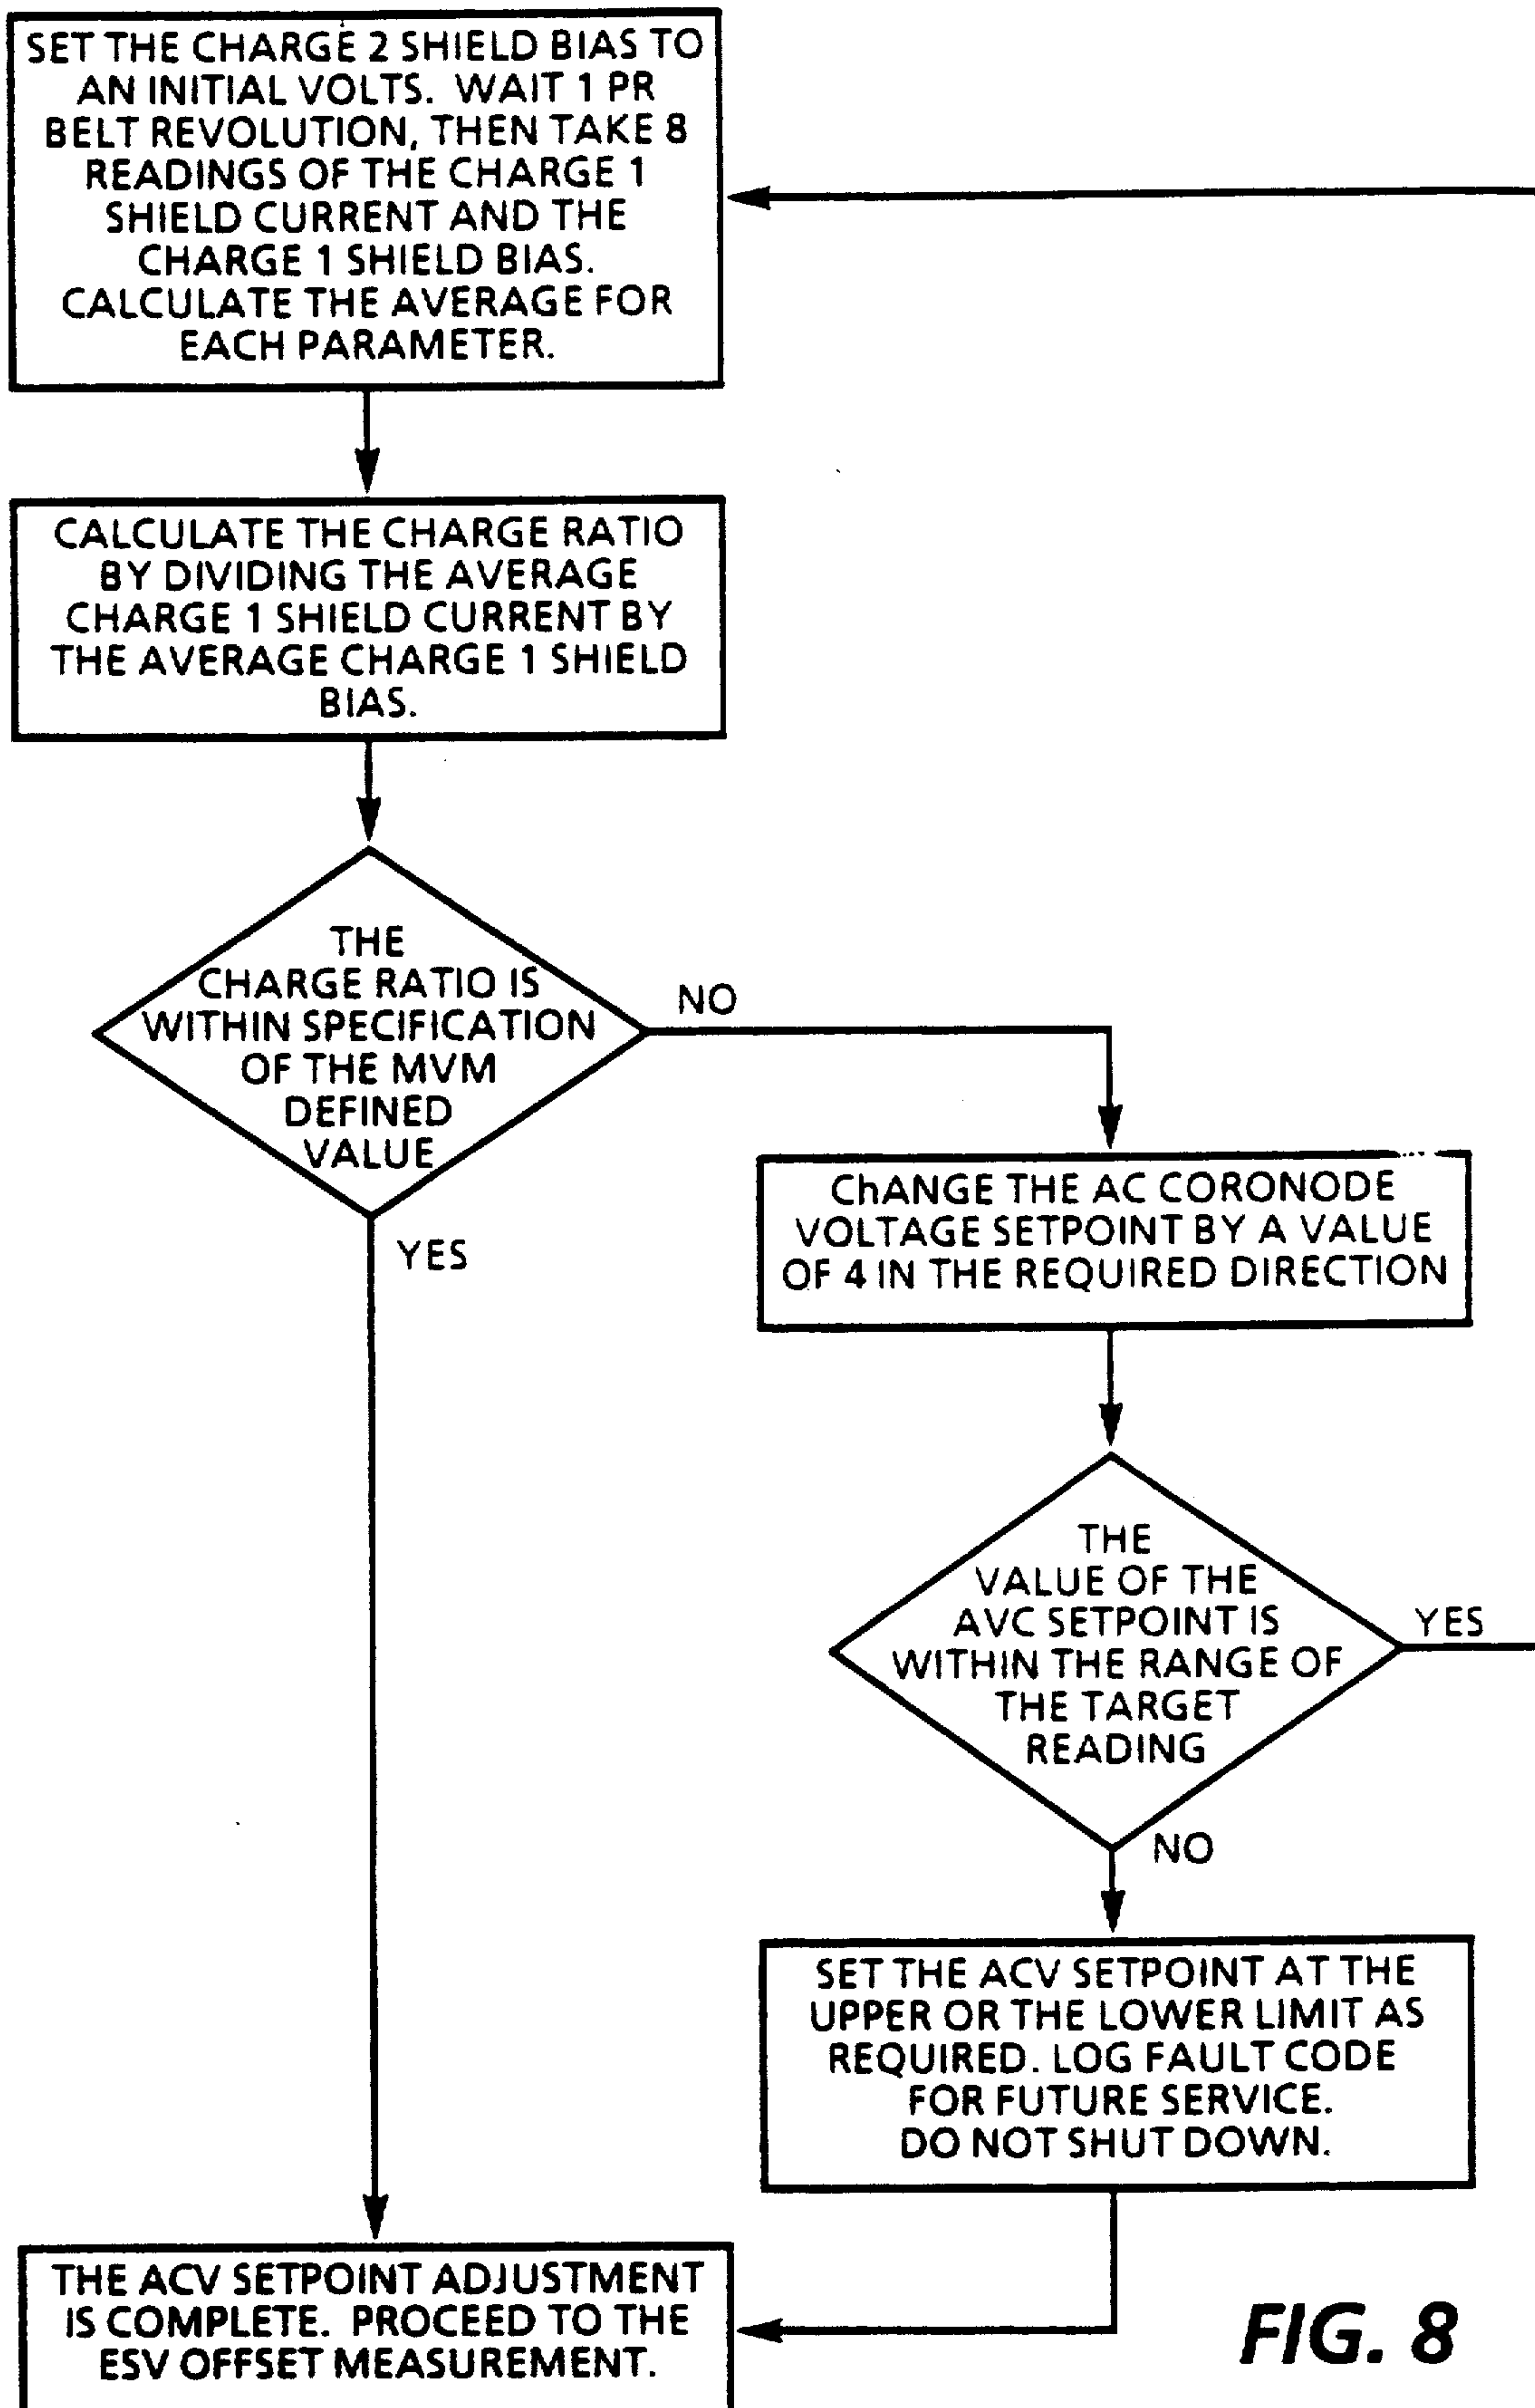 SET THE CHARGE 2 SHIELD BIAS TO
AN INITIAL VOLTS. WAIT 1 PR
BELT REVOLUTION, THEN TAKE 8
READINGS OF THE CHARGE 1
SHIELD CURRENT AND THE
CHARGE 1 SHIELD BIAS.
CALCULATE THE AVERAGE FOR
EACH PARAMETER.
CALCULATE THE CHARGE RATIO
BY DIVIDING THE AVERAGE
CHARGE 1 SHIELD CURRENT BY
THE AVERAGE CHARGE 1 SHIELD
BIAS.
THE
CHARGE RATIO IS
WITHIN SPECIFICATION
OF THE MVM
DEFINED
VALUE
NO
YES
ChANGE THE AC CORONODE
VOLTAGE SETPOINT BY A VALUE
OF 4 IN THE REQUIRED DIRECTION
THE
VALUE OF THE
AVC SETPOINT IS
WITHIN THE RANGE OF
THE TARGET
READING
YES
NO
SET THE ACV SETPOINT AT THE
UPPER OR THE LOWER LIMIT AS
REQUIRED. LOG FAULT CODE
FOR FUTURE SERVICE.
DO NOT SHUT DOWN.
THE ACV SETPOINT ADJUSTMENT
IS COMPLETE. PROCEED TO THE
ESV OFFSET MEASUREMENT.
FIG. 8